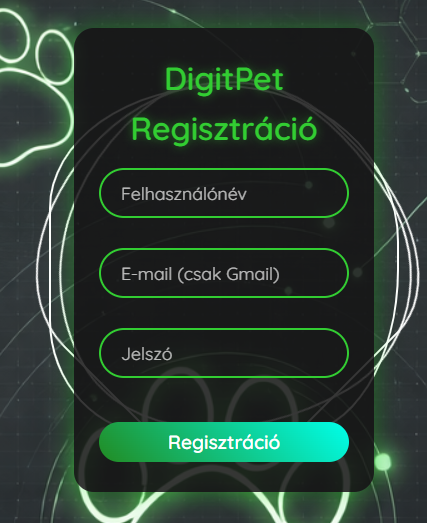 DigitPet
Regisztráció
Felhasználónév
E-mail (csak Gmail)
Jelszó
Regisztráció